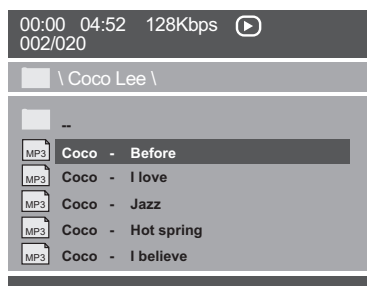 00:00 04:52 128Kbps
002/020
\ Coco Lee \
--
MP3 Coco - Before
MP3 Coco - I love
MP3 Coco - Jazz
MP3 Coco - Hot spring
MP3 Coco - I believe